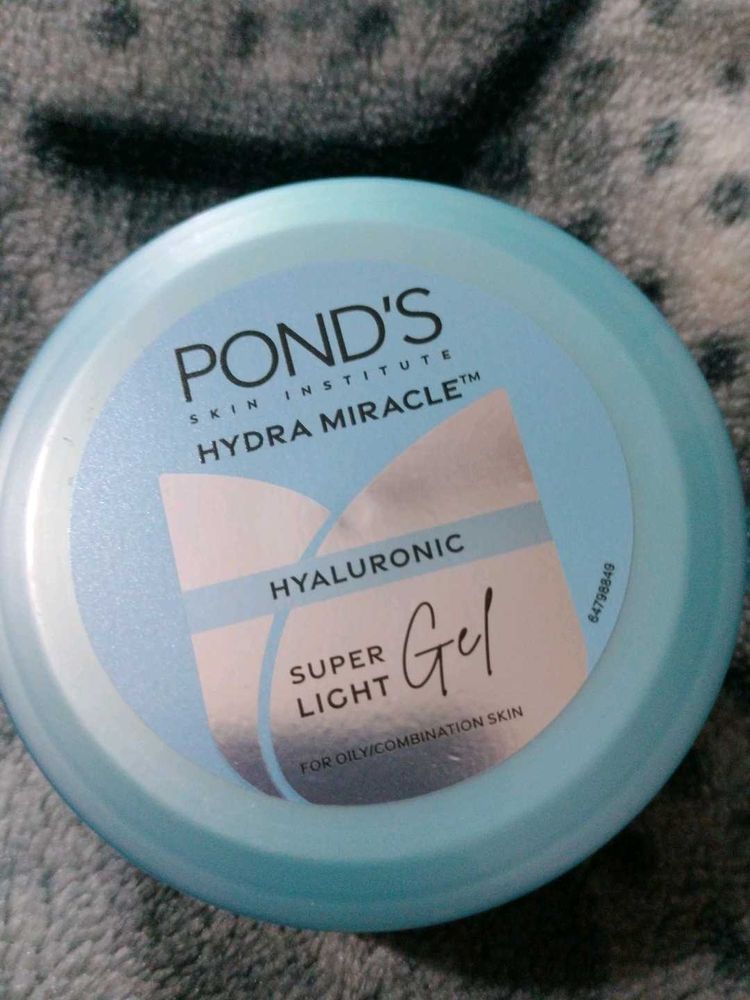 POND'S
SKIN INSTITUTE
HYDRA MIRACLE™
HYALURONIC
SUPER
LIGHT
Gel
FOR OILY/COMBINATION SKIN
64798849